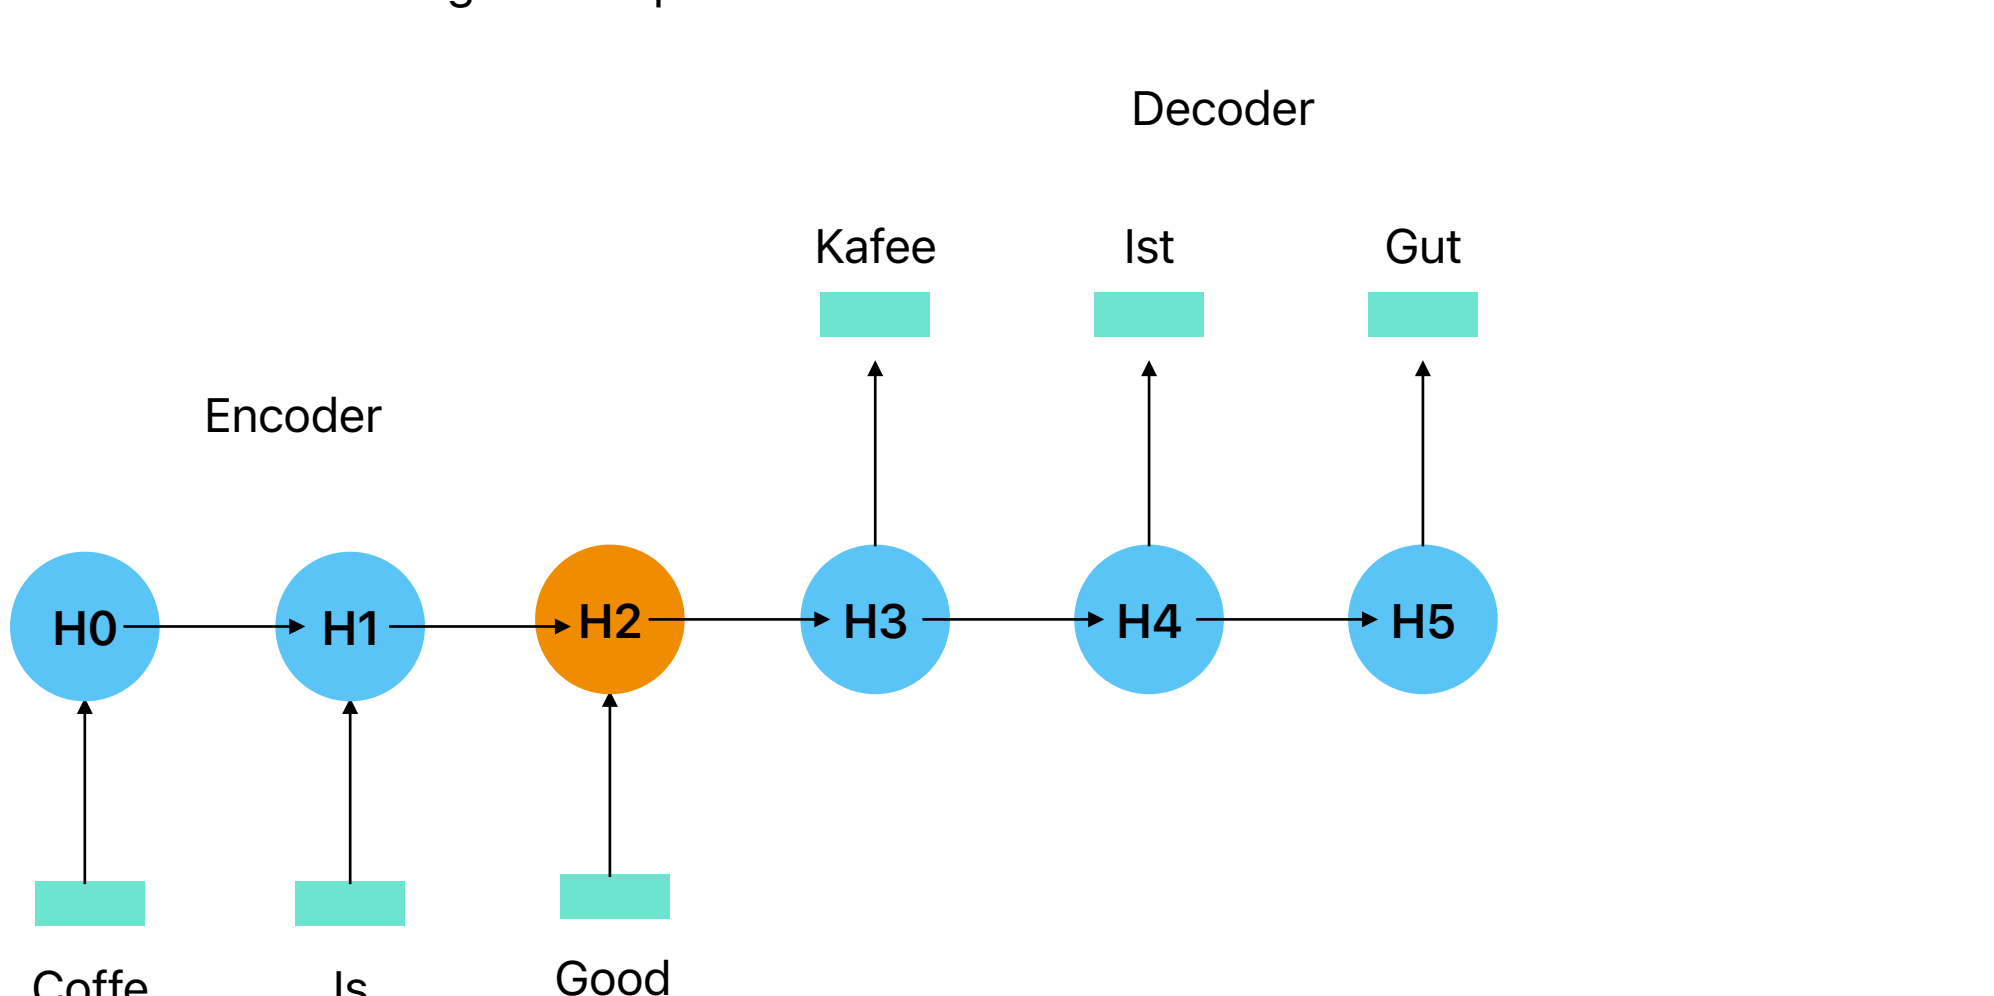 Decoder
Kafee Ist Gut
Encoder
H0 H1 H2 H3 H4 H5
Coffe Is Good